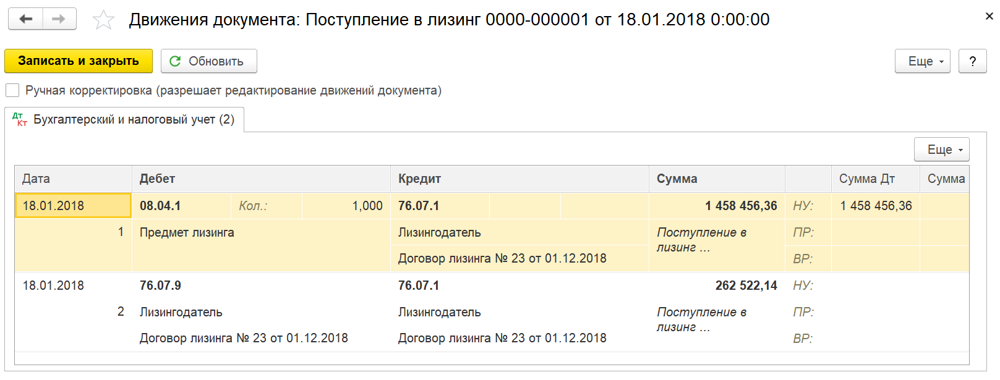 Движения документа: Поступление в лизинг 0000-000001 от 18.01.2018 0:00:00
Записать и закрыть Обновить Еще ?
Ручная корректировка (разрешает редактирование движений документа)
Дт Кт Бухгалтерский и налоговый учет (2)
Еще
Дата Дебет Кредит Сумма Сумма Дт Сумма
18.01.2018 08.04.1 Кол.: 1,000 76.07.1 1 458 456,36 НУ: 1 458 456,36
1 Предмет лизинга Лизингодатель Поступление в лизинг ... ПР:
Договор лизинга № 23 от 01.12.2018 ВР:
18.01.2018 76.07.9 76.07.1 262 522,14 НУ:
2 Лизингодатель Лизингодатель Поступление в лизинг ... ПР:
Договор лизинга № 23 от 01.12.2018 Договор лизинга № 23 от 01.12.2018 ВР: